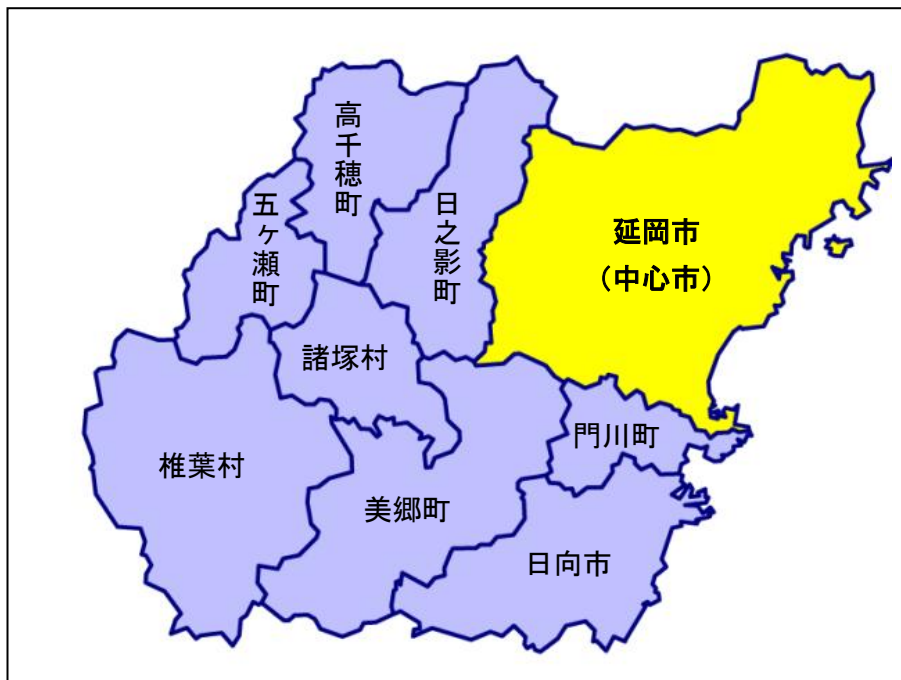 高千穂町
日之影町
五ヶ瀬町
延岡市
（中心市）
諸塚村
門川町
椎葉村
美郷町
日向市